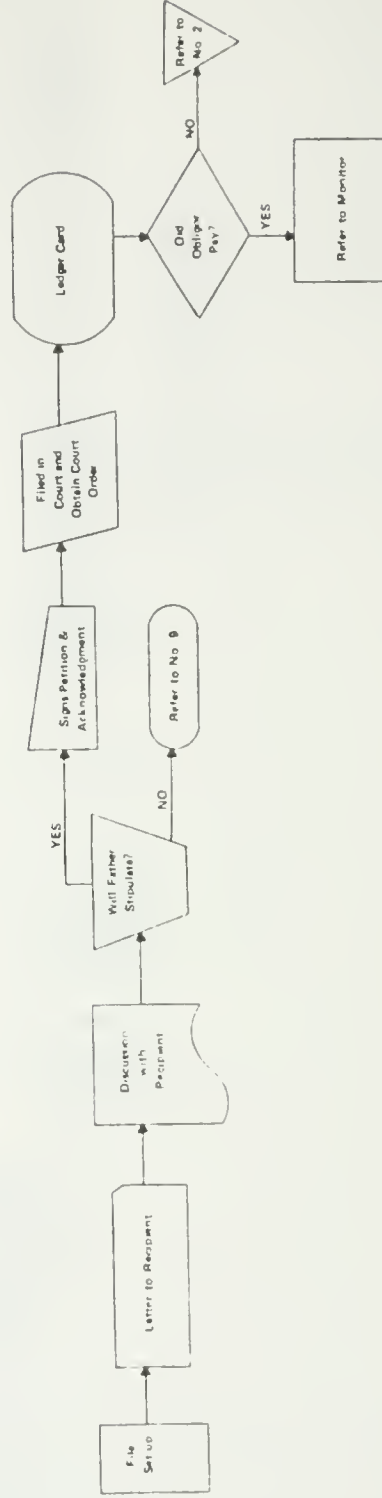 File
Set up
Letter to Recipient
Discussion
with
Recipient
Will Father
Stipulate?
YES
NO
Signs Petition &
Acknowledgment
Refer to No 9
Filed in
Court and
Obtain Court
Order
Ledger Card
Did
Obligor
Pay?
NO
YES
Refer to
No 2
Refer to Monitor